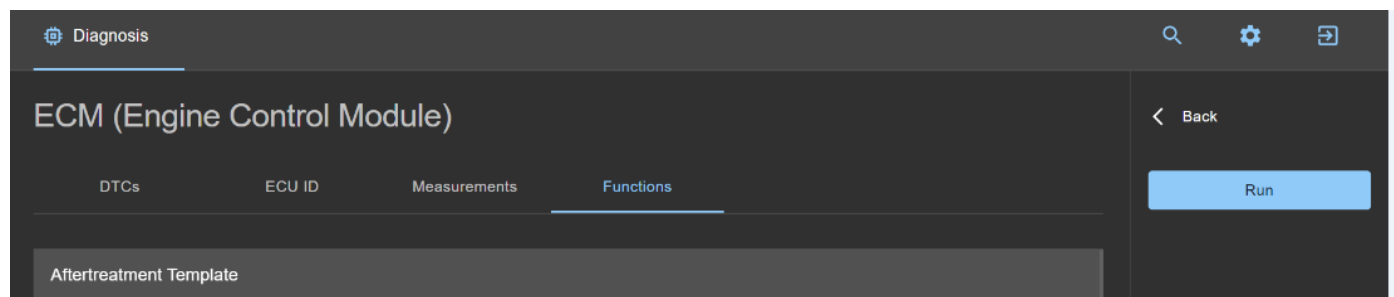 Diagnosis
ECM (Engine Control Module)
Back
DTCs ECU ID Measurements Functions
Run
Aftertreatment Template